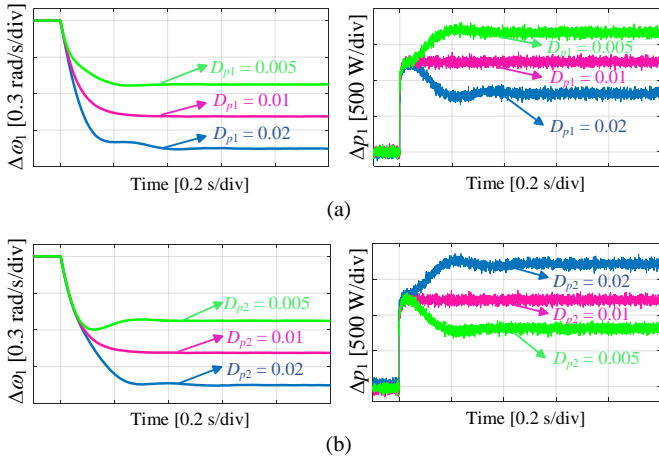 Δω₁ [0.3 rad/s/div]
Dₚ₁ = 0.005
Dₚ₁ = 0.01
Dₚ₁ = 0.02
Time [0.2 s/div]
Δp₁ [500 W/div]
Dₚ₁ = 0.005
Dₚ₁ = 0.01
Dₚ₁ = 0.02
Time [0.2 s/div]
(a)
Δω₁ [0.3 rad/s/div]
Dₚ₂ = 0.005
Dₚ₂ = 0.01
Dₚ₂ = 0.02
Time [0.2 s/div]
Δp₁ [500 W/div]
Dₚ₂ = 0.02
Dₚ₂ = 0.01
Dₚ₂ = 0.005
Time [0.2 s/div]
(b)